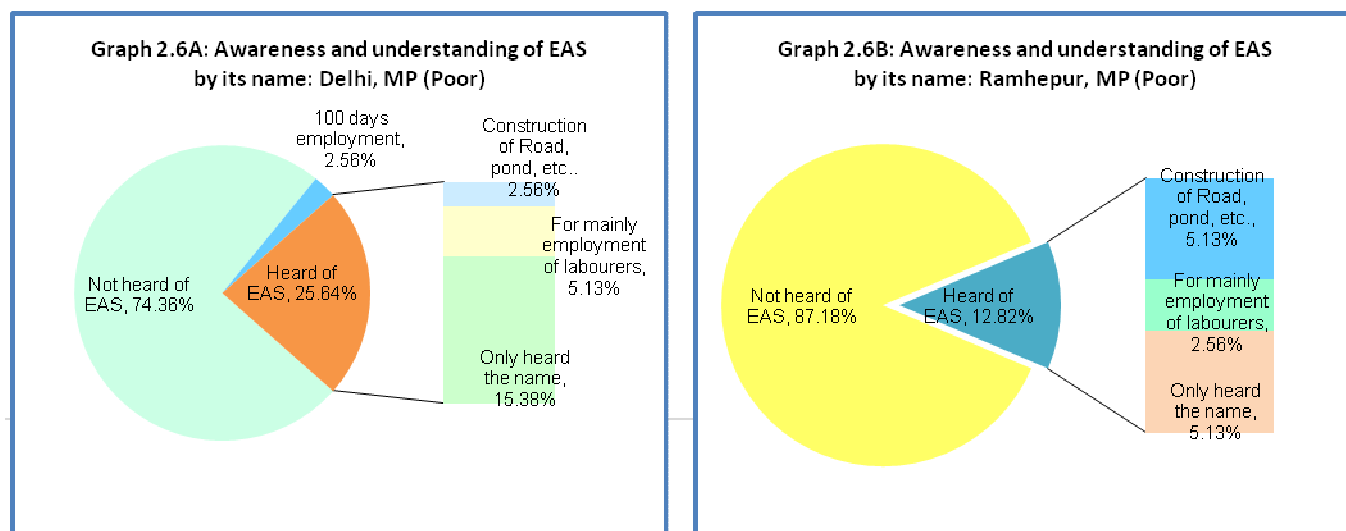 Graph 2.6A: Awareness and understanding of EAS
by its name: Delhi, MP (Poor)
100 days
employment,
2.56%
Construction
of Road,
pond, etc..
2.56%
For mainly
employment
of labourers,
5.13%
Not heard of
EAS, 74.36%
Heard of
EAS, 25.64%
Only heard
the name,
15.38%
Graph 2.6B: Awareness and understanding of EAS
by its name: Ramhepur, MP (Poor)
Construction
of Road,
pond, etc.,
5.13%
Not heard of
EAS, 87.18%
Heard of
EAS, 12.82%
For mainly
employment
of labourers,
2.56%
Only heard
the name,
5.13%